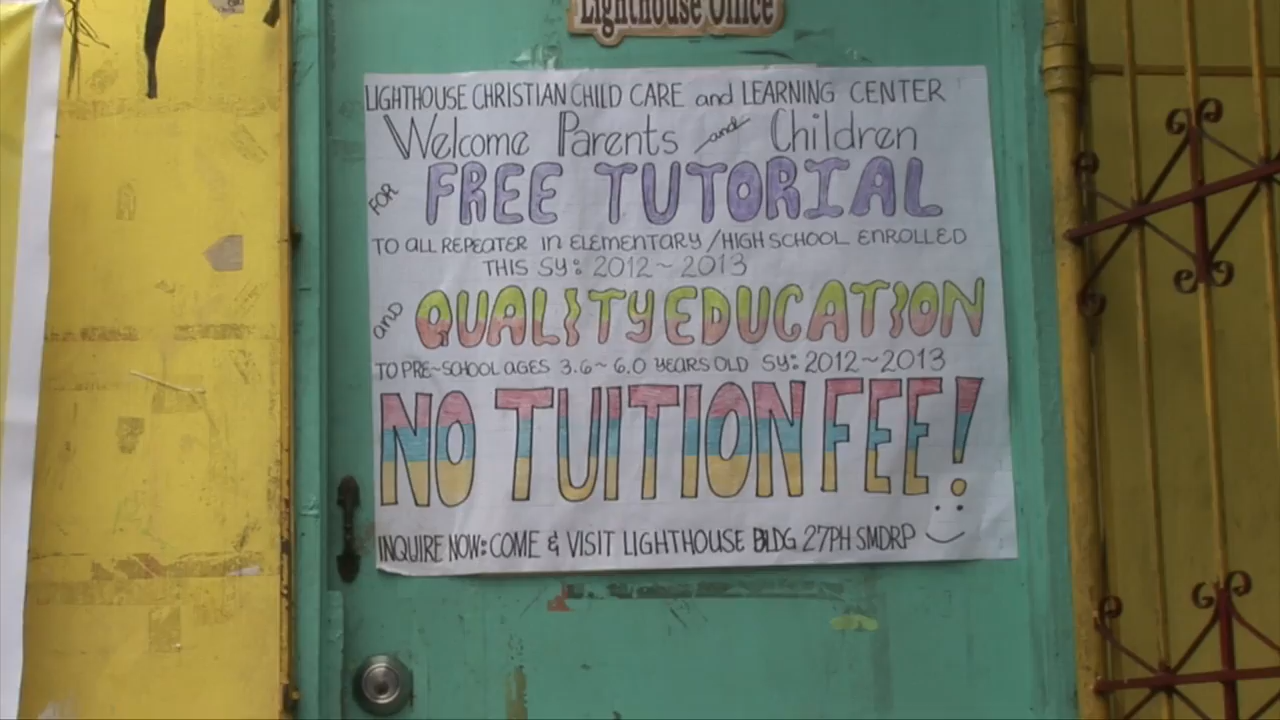 Lighthouse Office
LIGHTHOUSE CHRISTIAN CHILD CARE and LEARNING CENTER
Welcome Parents and Children
FOR FREE TUTORIAL
TO ALL REPEATER IN ELEMENTARY/HIGH SCHOOL ENROLLED
THIS SY: 2012~2013
and QUALITY EDUCATION
TO PRE-SCHOOL AGES 3.6~6.0 YEARS OLD SY: 2012~2013
NO TUITION FEE!
INQUIRE NOW: COME & VISIT LIGHTHOUSE BLDG 27PH SMDRP